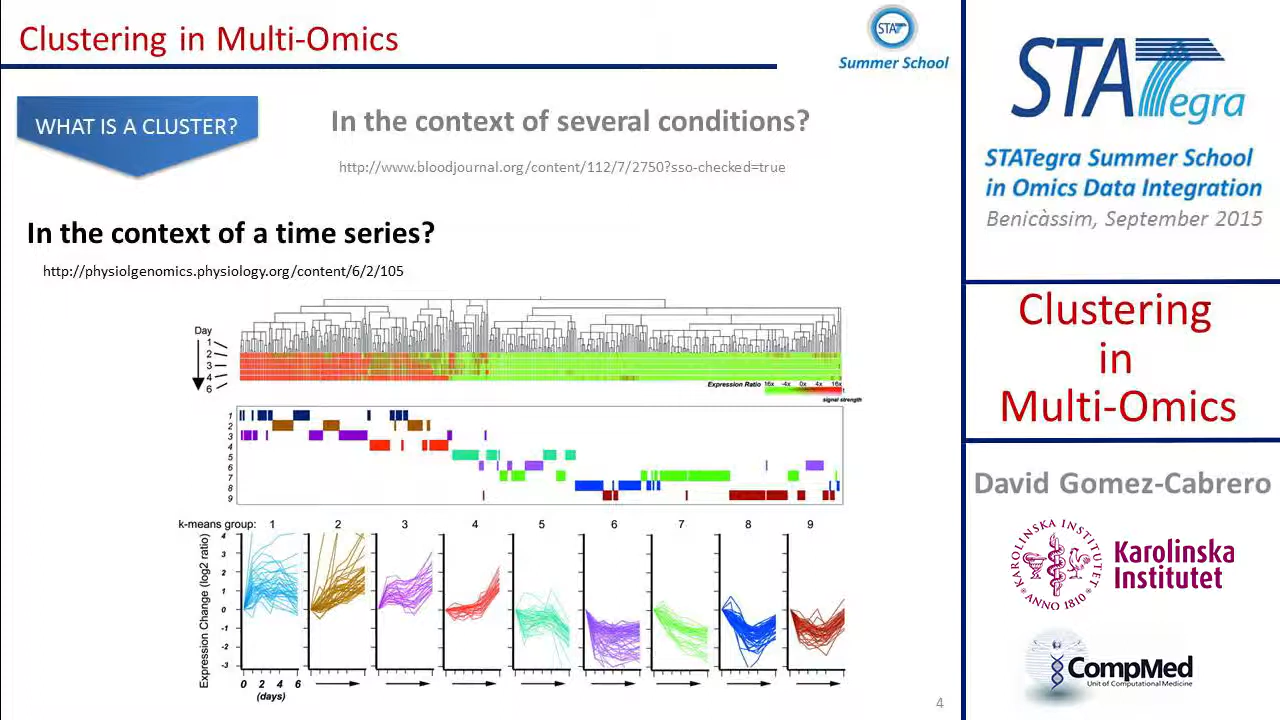 Clustering in Multi-Omics
STAT
Summer School
WHAT IS A CLUSTER?
In the context of several conditions?
http://www.bloodjournal.org/content/112/7/2750?sso-checked=true
In the context of a time series?
http://physiolgenomics.physiology.org/content/6/2/105
Day
1
2
3
4
6
Expression Ratio
16x -4x 0x 4x 16x
signal strength
1
2
3
4
5
6
7
8
9
k-means group: 1 2 3 4 5 6 7 8 9
Expression Change (log2 ratio)
4
3
2
1
0
-1
-2
-3
0 2 4 6
(days)
4
STATegra
STATegra Summer School
in Omics Data Integration
Benicàssim, September 2015
Clustering
in
Multi-Omics
David Gomez-Cabrero
KAROLINSKA INSTITUTET
ANNO 1810
Karolinska
Institutet
CompMed
Unit of Computational Medicine